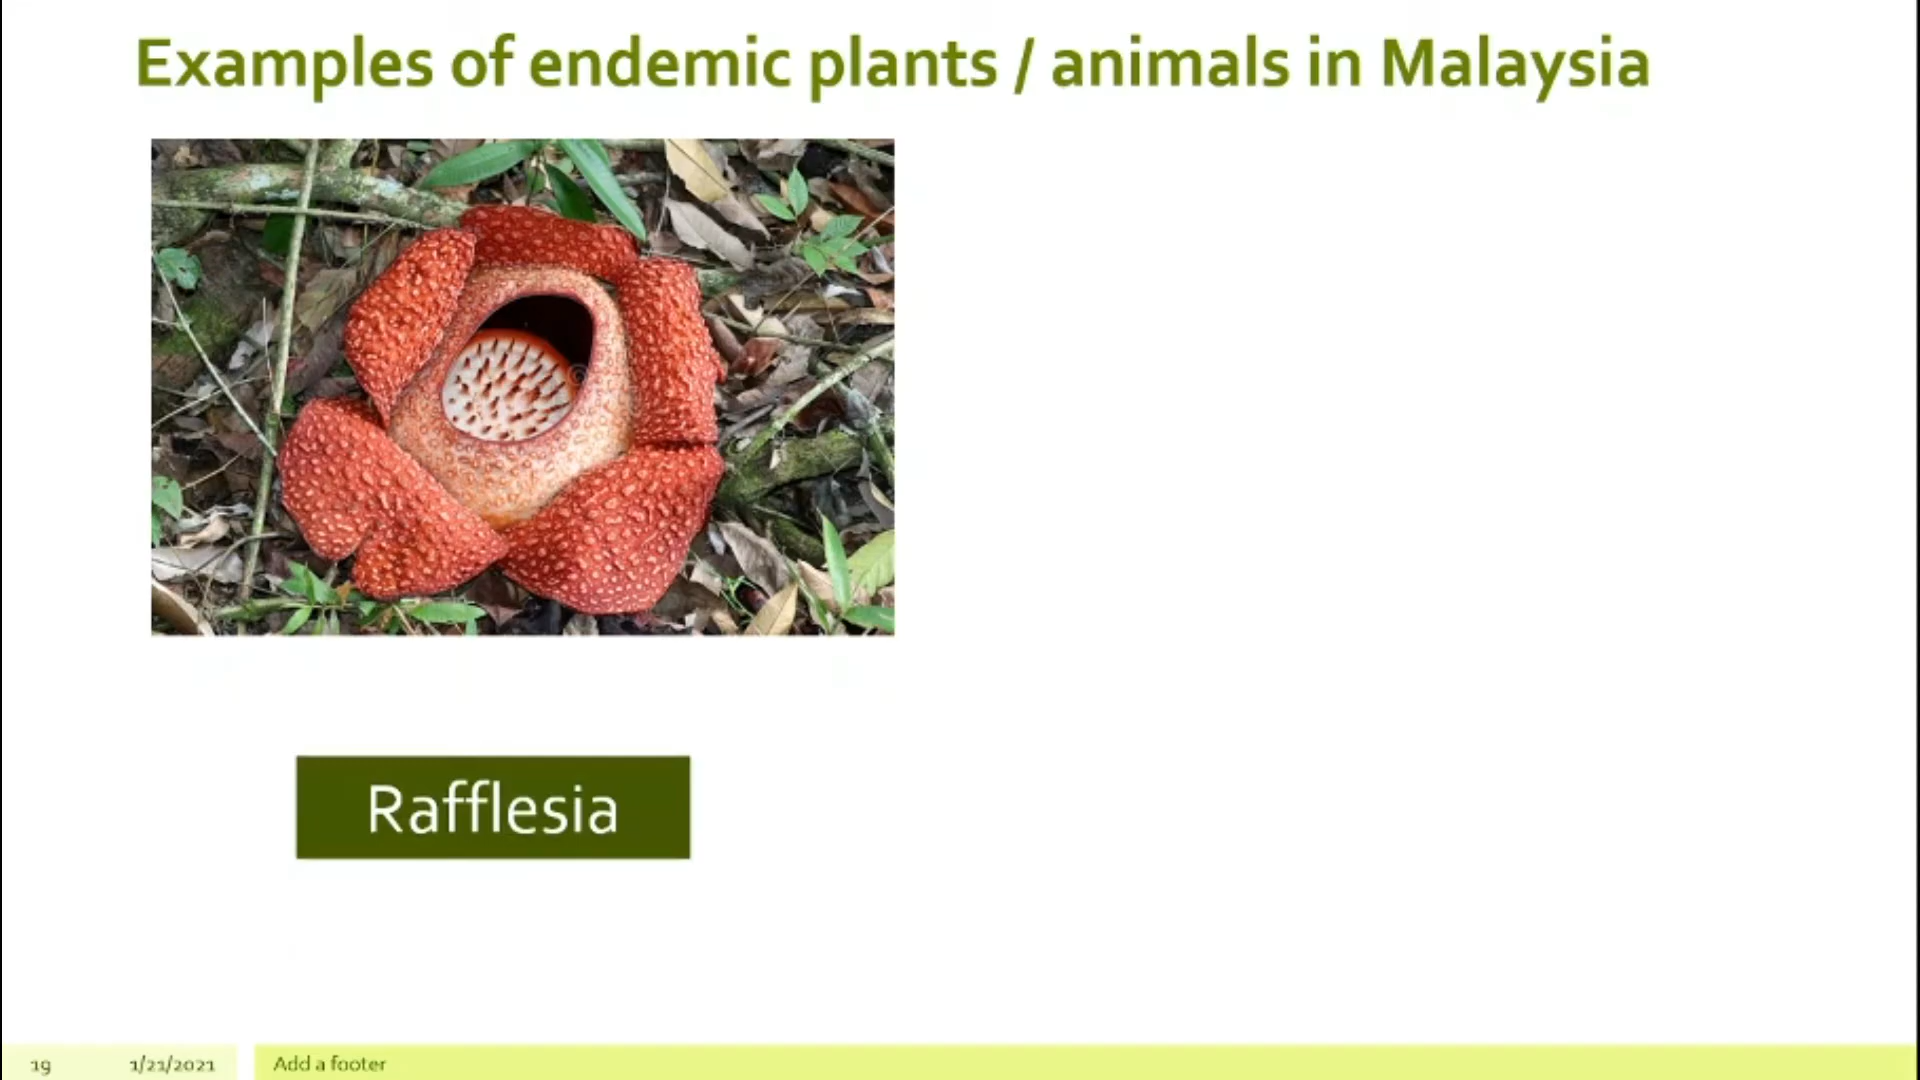 Examples of endemic plants / animals in Malaysia
Rafflesia
19 1/21/2021 Add a footer